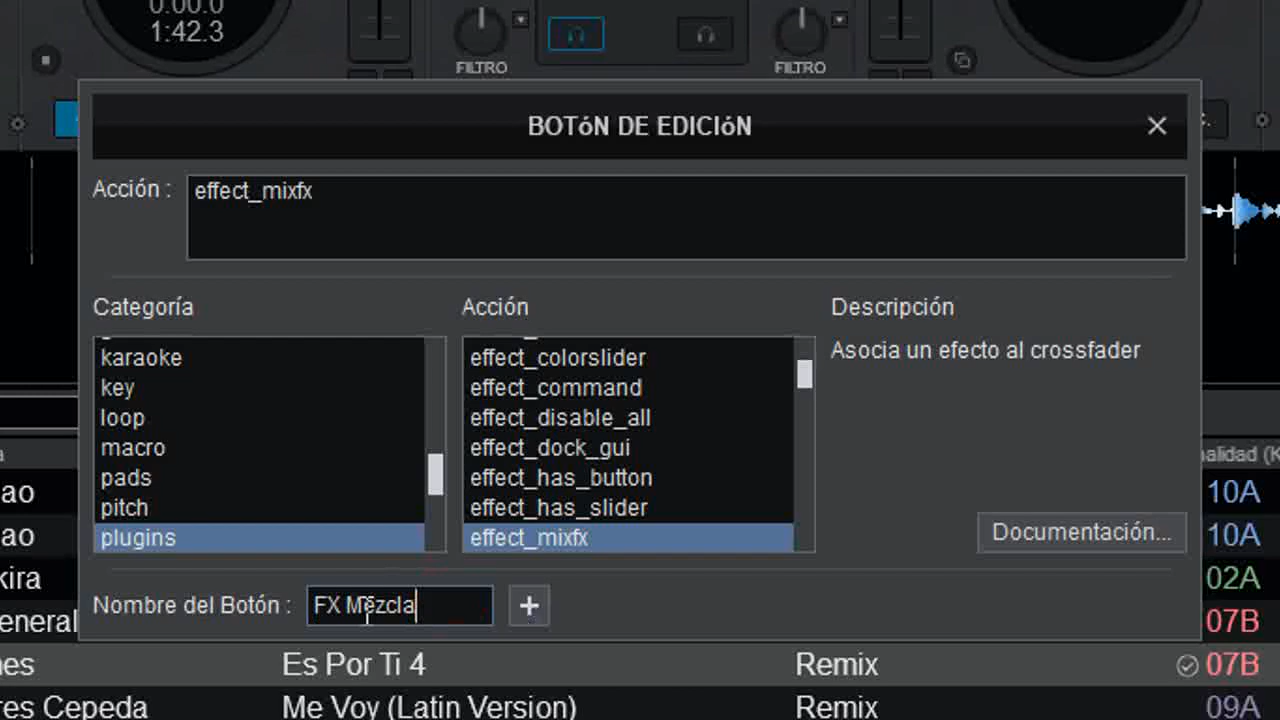 0:00.0
1:42.3
FILTRO
FILTRO
BOTóN DE EDICIóN
Acción :
effect_mixfx
Categoría
Acción
Descripción
karaoke
key
loop
macro
pads
pitch
plugins
effect_colorslider
effect_command
effect_disable_all
effect_dock_gui
effect_has_button
effect_has_slider
effect_mixfx
Asocia un efecto al crossfader
Documentación...
Nombre del Botón :
FX Mezcla
+
alidad (K
ao
10A
ao
10A
kira
02A
eneral
07B
nes
Es Por Ti 4
Remix
07B
res Cepeda
Me Voy (Latin Version)
Remix
09A